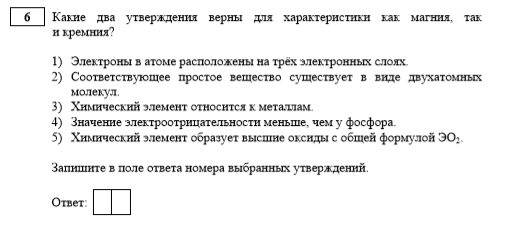 6 Какие два утверждения верны для характеристики как магния, так
и кремния?
1) Электроны в атоме расположены на трёх электронных слоях.
2) Соответствующее простое вещество существует в виде двухатомных
молекул.
3) Химический элемент относится к металлам.
4) Значение электроотрицательности меньше, чем у фосфора.
5) Химический элемент образует высшие оксиды с общей формулой ЭО₂.
Запишите в поле ответа номера выбранных утверждений.
Ответ: